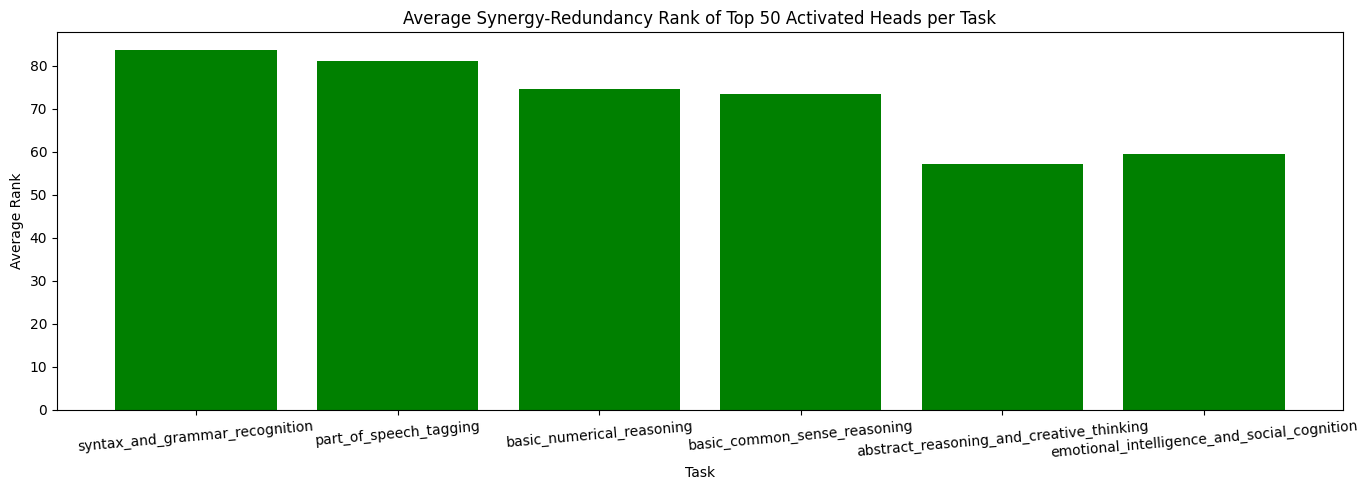 Average Synergy-Redundancy Rank of Top 50 Activated Heads per Task
Average Rank
80
70
60
50
40
30
20
10
0
syntax_and_grammar_recognition
part_of_speech_tagging
basic_numerical_reasoning
basic_common_sense_reasoning
abstract_reasoning_and_creative_thinking
emotional_intelligence_and_social_cognition
Task